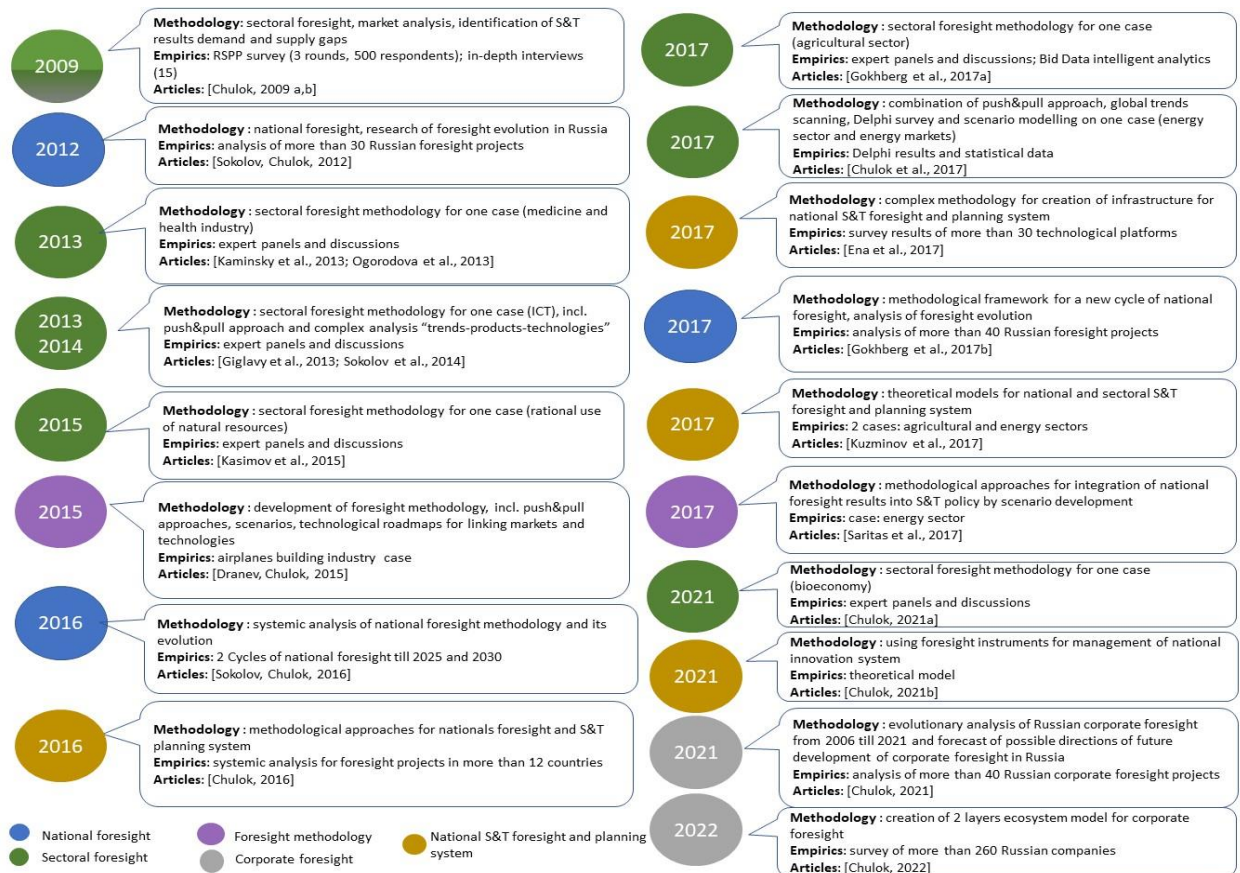 2009
Methodology: sectoral foresight, market analysis, identification of S&T
results demand and supply gaps
Empirics: RSPP survey (3 rounds, 500 respondents); in-depth interviews
(15)
Articles: [Chulok, 2009 a,b]
2012
Methodology : national foresight, research of foresight evolution in Russia
Empirics: analysis of more than 30 Russian foresight projects
Articles: [Sokolov, Chulok, 2012]
2013
Methodology : sectoral foresight methodology for one case (medicine and
health industry)
Empirics: expert panels and discussions
Articles: [Kaminsky et al., 2013; Ogorodova et al., 2013]
2013
2014
Methodology : sectoral foresight methodology for one case (ICT), incl.
push&pull approach and complex analysis “trends-products-technologies”
Empirics: expert panels and discussions
Articles: [Giglavy et al., 2013; Sokolov et al., 2014]
2015
Methodology : sectoral foresight methodology for one case (rational use
of natural resources)
Empirics: expert panels and discussions
Articles: [Kasimov et al., 2015]
2015
Methodology : development of foresight methodology, incl. push&pull
approaches, scenarios, technological roadmaps for linking markets and
technologies
Empirics: airplanes building industry case
Articles: [Dranev, Chulok, 2015]
2016
Methodology : systemic analysis of national foresight methodology and its
evolution
Empirics: 2 Cycles of national foresight till 2025 and 2030
Articles: [Sokolov, Chulok, 2016]
2016
Methodology : methodological approaches for nationals foresight and S&T
planning system
Empirics: systemic analysis for foresight projects in more than 12 countries
Articles: [Chulok, 2016]
2017
Methodology : sectoral foresight methodology for one case
(agricultural sector)
Empirics: expert panels and discussions; Bid Data intelligent analytics
Articles: [Gokhberg et al., 2017a]
2017
Methodology : combination of push&pull approach, global trends
scanning, Delphi survey and scenario modelling on one case (energy
sector and energy markets)
Empirics: Delphi results and statistical data
Articles: [Chulok et al., 2017]
2017
Methodology : complex methodology for creation of infrastructure for
national S&T foresight and planning system
Empirics: survey results of more than 30 technological platforms
Articles: [Ena et al., 2017]
2017
Methodology : methodological framework for a new cycle of national
foresight, analysis of foresight evolution
Empirics: analysis of more than 40 Russian foresight projects
Articles: [Gokhberg et al., 2017b]
2017
Methodology : theoretical models for national and sectoral S&T
foresight and planning system
Empirics: 2 cases: agricultural and energy sectors
Articles: [Kuzminov et al., 2017]
2017
Methodology : methodological approaches for integration of national
foresight results into S&T policy by scenario development
Empirics: case: energy sector
Articles: [Saritas et al., 2017]
2021
Methodology : sectoral foresight methodology for one case
(bioeconomy)
Empirics: expert panels and discussions
Articles: [Chulok, 2021a]
2021
Methodology : using foresight instruments for management of national
innovation system
Empirics: theoretical model
Articles: [Chulok, 2021b]
2021
Methodology : evolutionary analysis of Russian corporate foresight
from 2006 till 2021 and forecast of possible directions of future
development of corporate foresight in Russia
Empirics: analysis of more than 40 Russian corporate foresight projects
Articles: [Chulok, 2021]
2022
Methodology : creation of 2 layers ecosystem model for corporate
foresight
Empirics: survey of more than 260 Russian companies
Articles: [Chulok, 2022]
National foresight
Sectoral foresight
Foresight methodology
Corporate foresight
National S&T foresight and planning
system